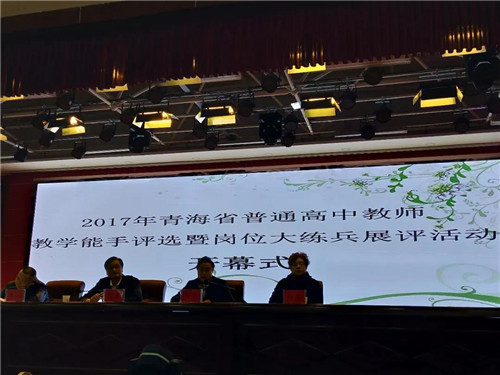 2017年青海省普通高中教师
教学能手评选暨岗位大练兵展评活动
开幕式